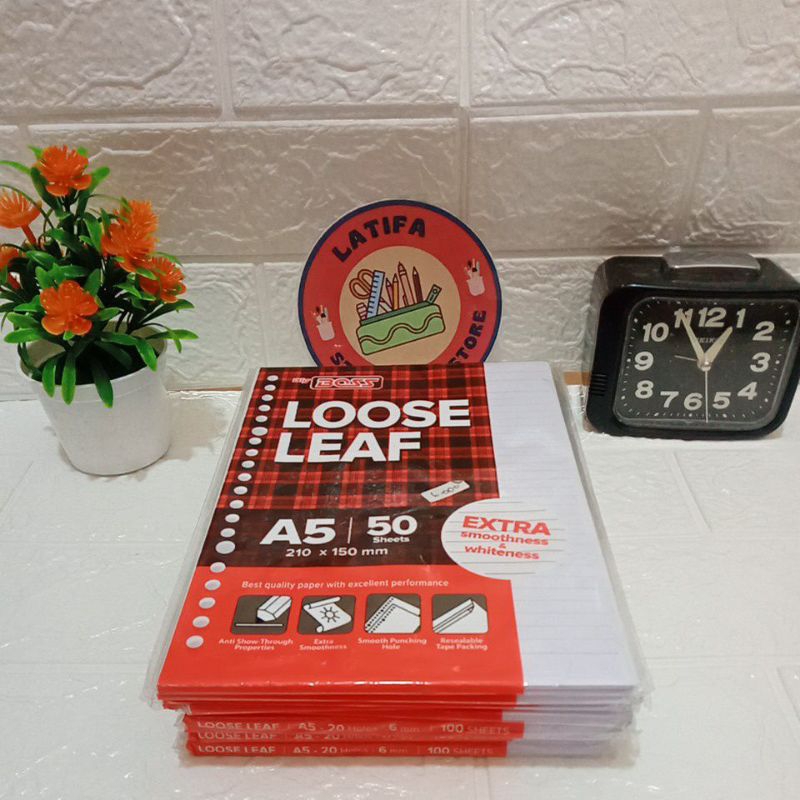 LATIFA
STORE
BOSS
LOOSE
LEAF
A5 | 50
Sheets
210 x 150 mm
EXTRA
smoothness
&
whiteness
Best quality paper with excellent performance
Anti Show-Through
Properties
Extra
Smoothness
Smooth Punching
Hole
Resealable
Tape Packing
LOOSE LEAF | A5 - 20 Holes | 6 mm | 100 SHEETS
LOOSE LEAF | A5 - 20 Holes | 6 mm | 100 SHEETS
11 12 1
10 2
9 3
8 4
7 6 5